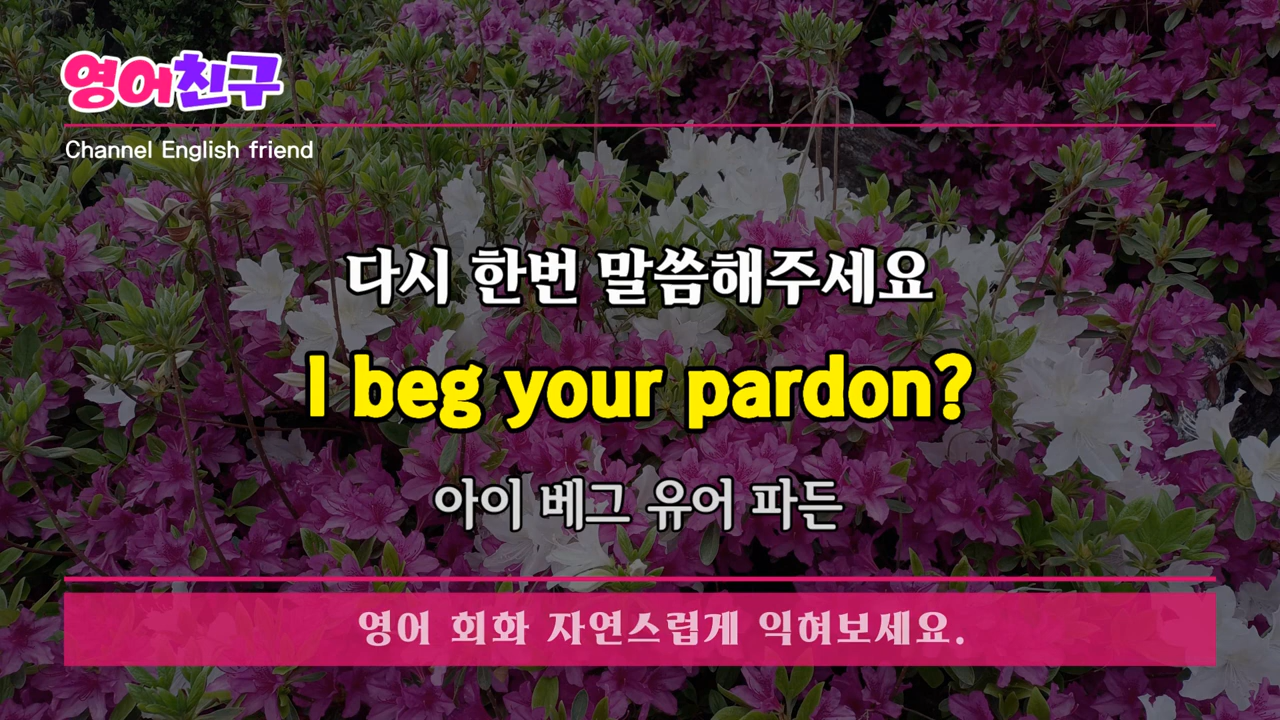 영어친구
Channel English friend
다시 한번 말씀해주세요
I beg your pardon?
아이 베그 유어 파든
영어 회화 자연스럽게 익혀보세요.